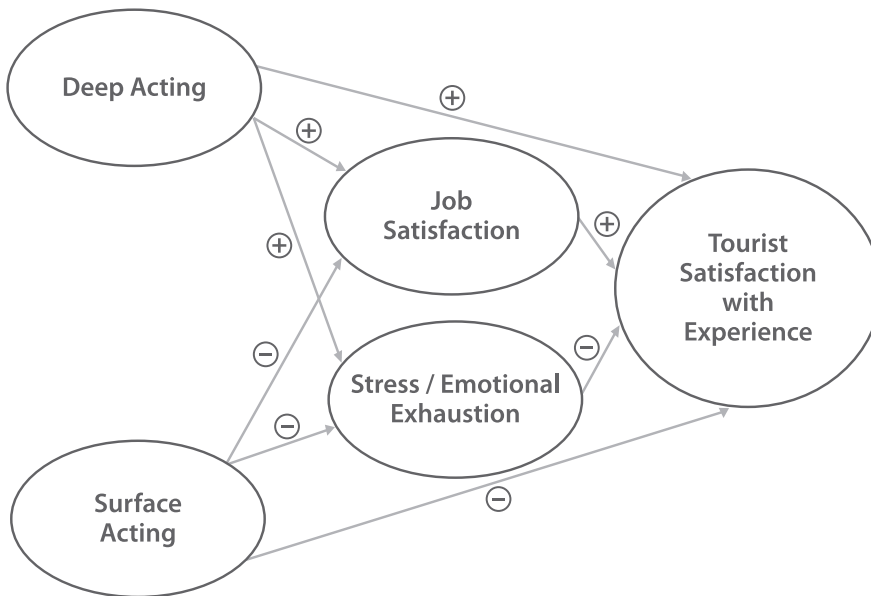 Deep Acting
+
+
Job
Satisfaction
+
+
Tourist
Satisfaction
with
Experience
−
−
Stress / Emotional
Exhaustion
−
Surface
Acting
−